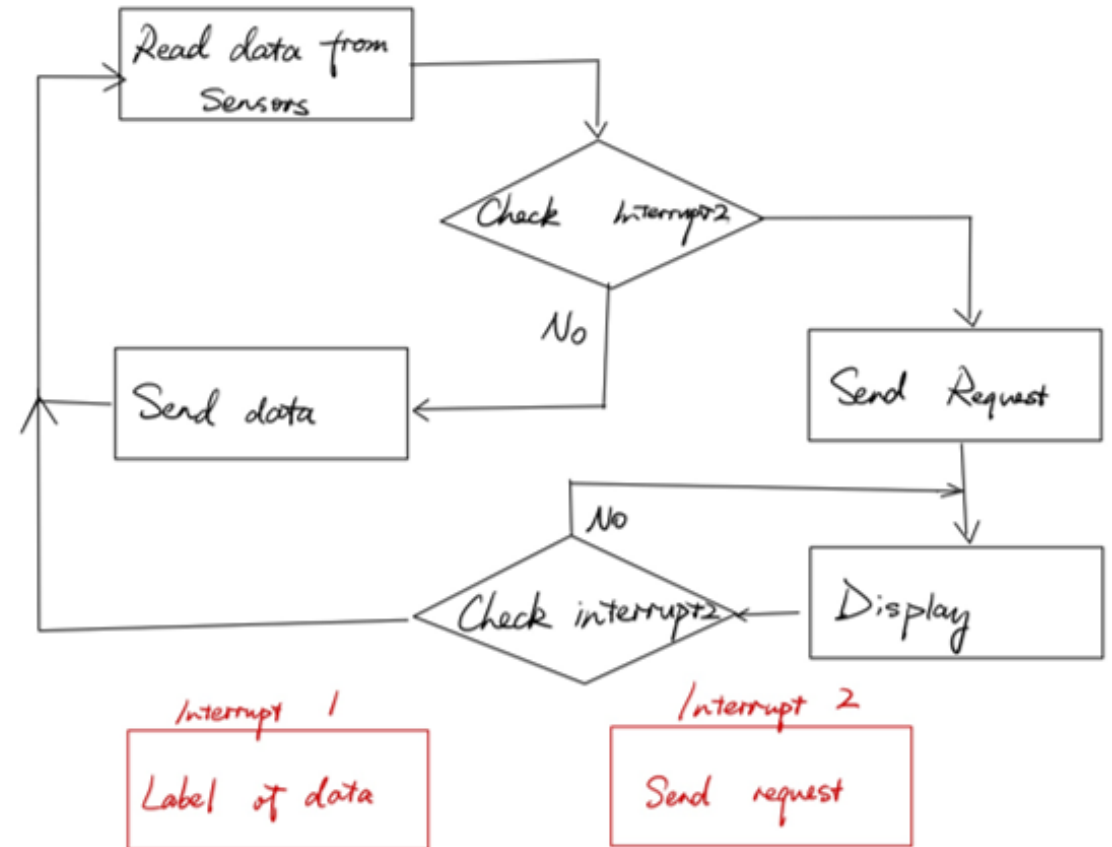 Read data from
Sensors
Check Interrupt2
No
Send data
Send Request
No
Check interrupt2
Display
Interrupt 1
Label of data
Interrupt 2
Send request